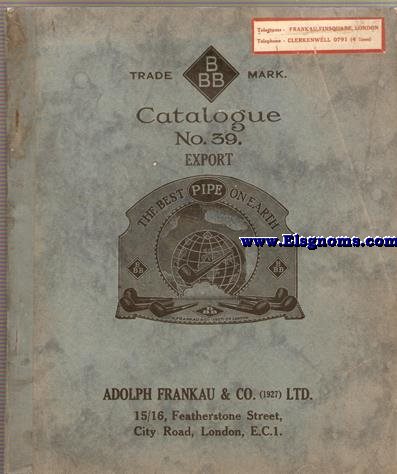 Telegrams - FRANKAU, FINSQUARE, LONDON
Telephone - CLERKENWELL 0791 (4 lines)
B
BBB
TRADE MARK.
Catalogue
No. 39.
EXPORT
THE BEST PIPE ON EARTH
www.Elsgnoms.com
B
BBB
B
BBB
B
BBB
ADOLPH FRANKAU & CO. (1927) LTD.
15/16, Featherstone Street,
City Road, London, E.C.1.